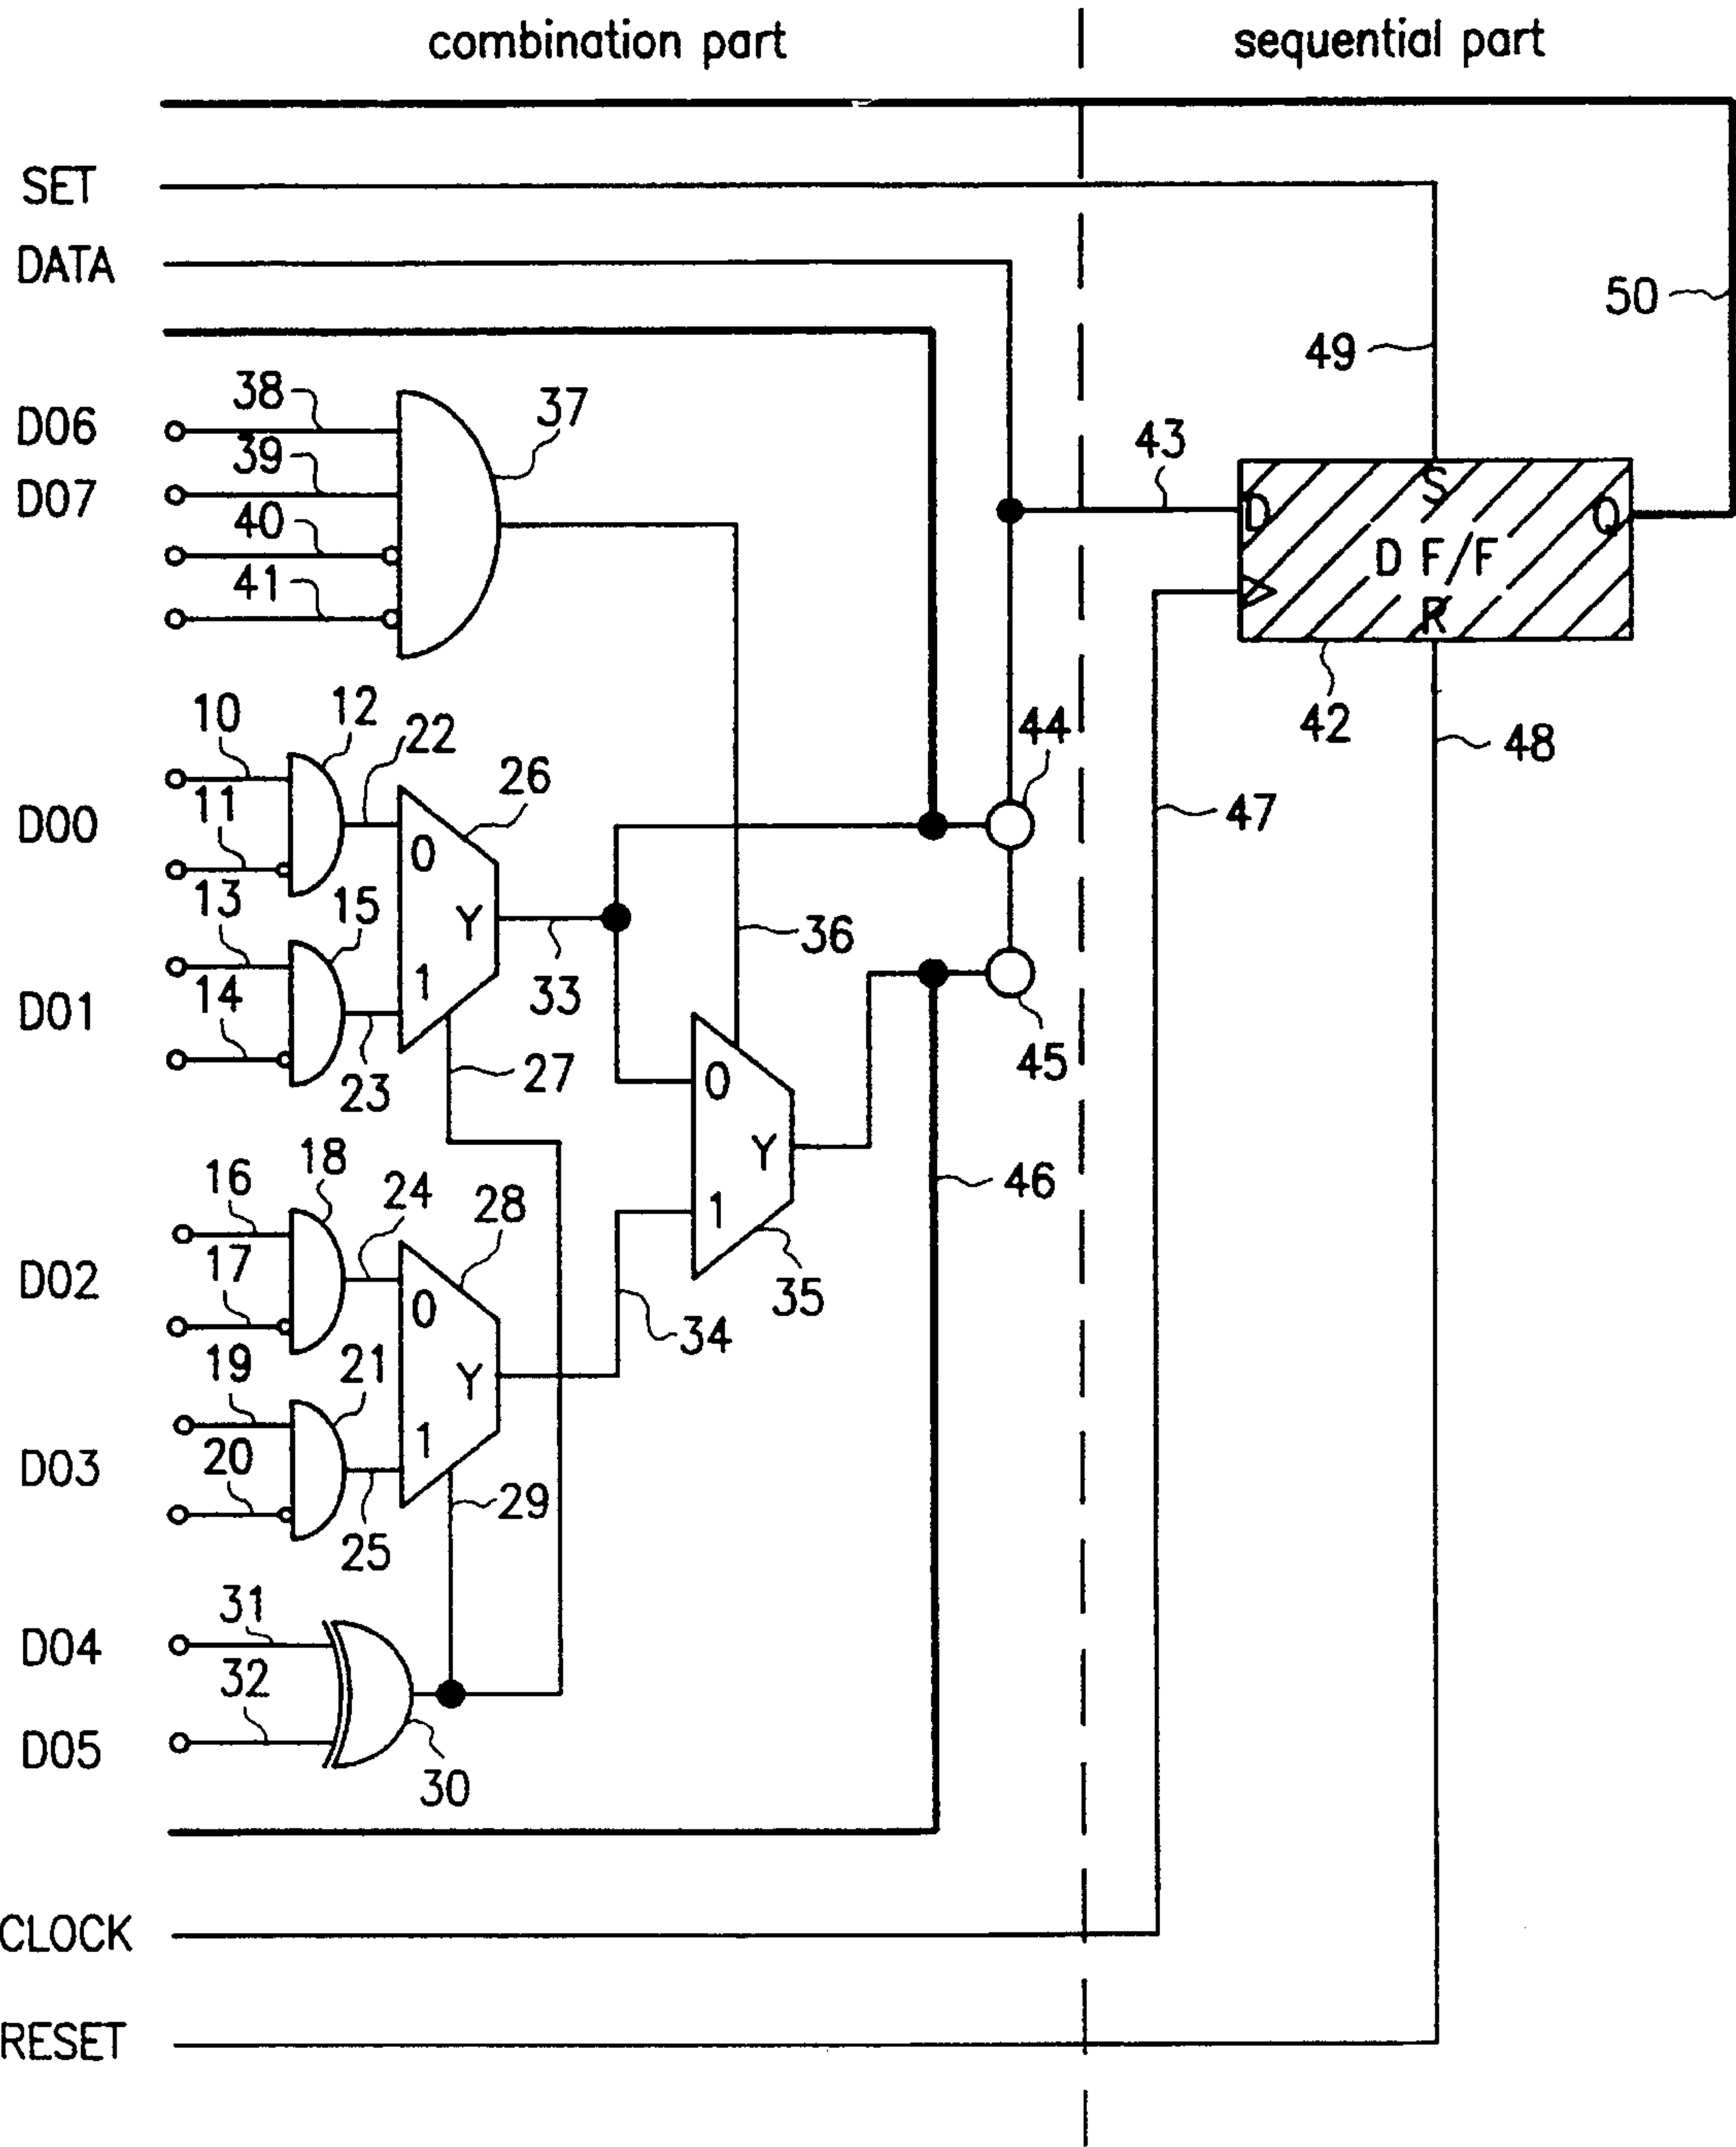 combination part
sequential part
SET
DATA
50
49
D06
38
37
D07
39
43
40
41
D
S
Q
D F/F
R
42
48
10
12
22
44
D00
11
26
47
0
13
15
Y
36
D01
14
1
33
23
27
45
0
16
18
Y
46
24
28
D02
17
1
35
0
34
19
21
Y
D03
20
1
29
25
D04
31
32
D05
30
CLOCK
RESET